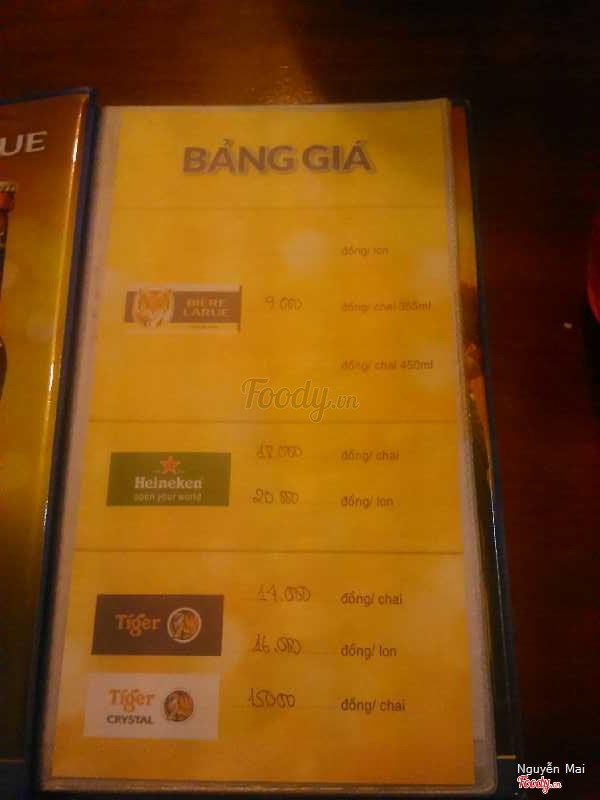 UE
BẢNG GIÁ
đồng/ lon
BIÈRE
LARUE
9.000 đồng/ chai 355ml
đồng/ chai 450ml
Foody.vn
Heineken
open your world
18.000 đồng/ chai
20.000 đồng/ lon
Tiger
14.000 đồng/ chai
16.000 đồng/ lon
Tiger
CRYSTAL
15000 đồng/ chai
Nguyễn Mai
Foody.vn